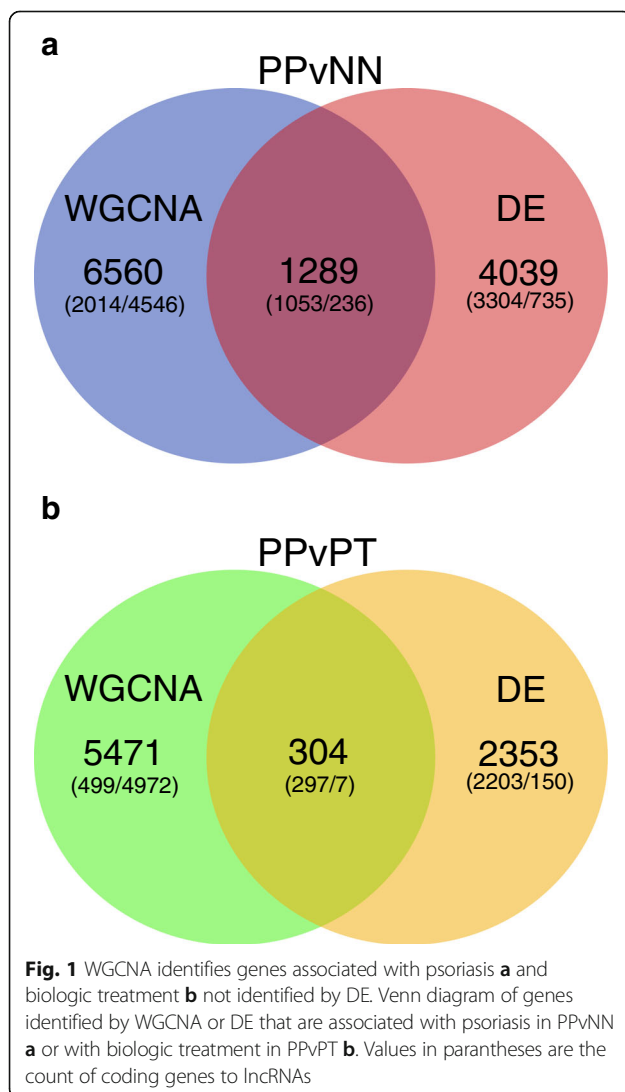 a
PPvNN
WGCNA
DE
6560
1289
4039
(2014/4546)
(1053/236)
(3304/735)
b
PPvPT
WGCNA
DE
5471
304
2353
(499/4972)
(297/7)
(2203/150)
Fig. 1 WGCNA identifies genes associated with psoriasis a and
biologic treatment b not identified by DE. Venn diagram of genes
identified by WGCNA or DE that are associated with psoriasis in PPvNN
a or with biologic treatment in PPvPT b. Values in parantheses are the
count of coding genes to lncRNAs